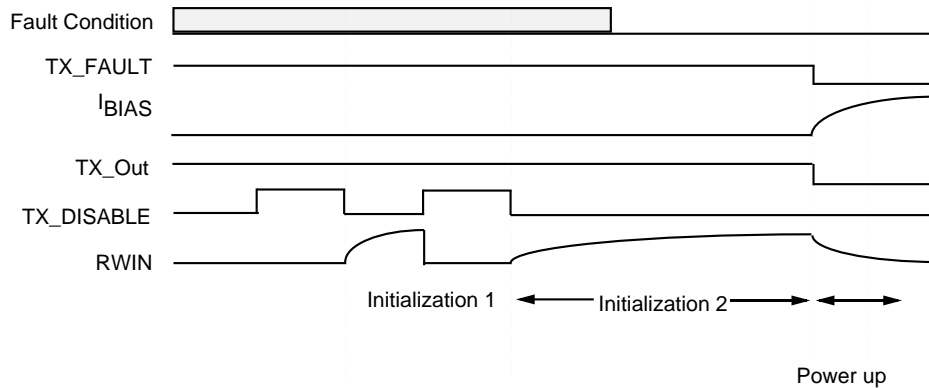 Fault Condition
TX_FAULT
IBIAS
TX_Out
TX_DISABLE
RWIN
Initialization 1
Initialization 2
Power up